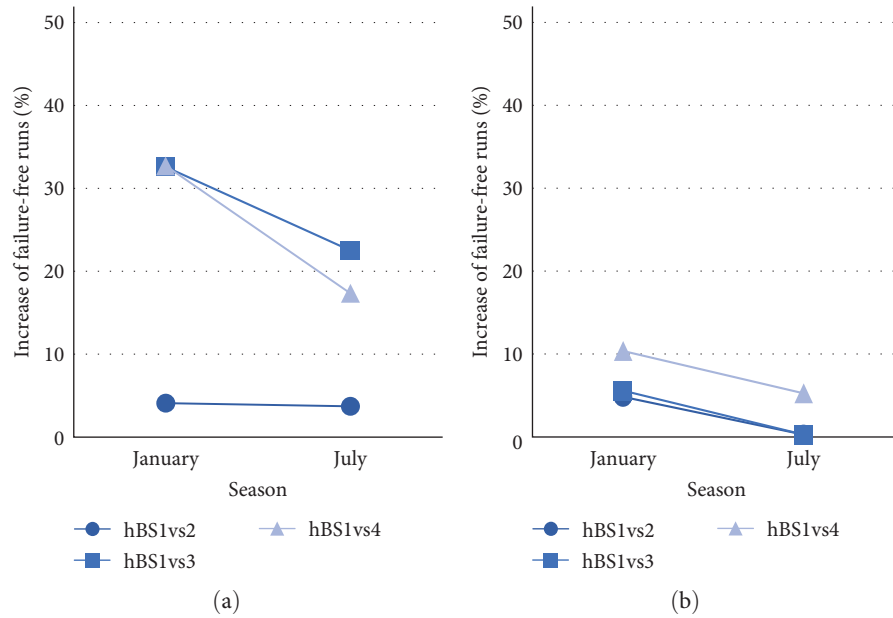 50
40
30
20
10
0
Increase of failure-free runs (%)
January
July
Season
hBS1vs2
hBS1vs4
hBS1vs3
(a)
50
40
30
20
10
0
Increase of failure-free runs (%)
January
July
Season
hBS1vs2
hBS1vs4
hBS1vs3
(b)